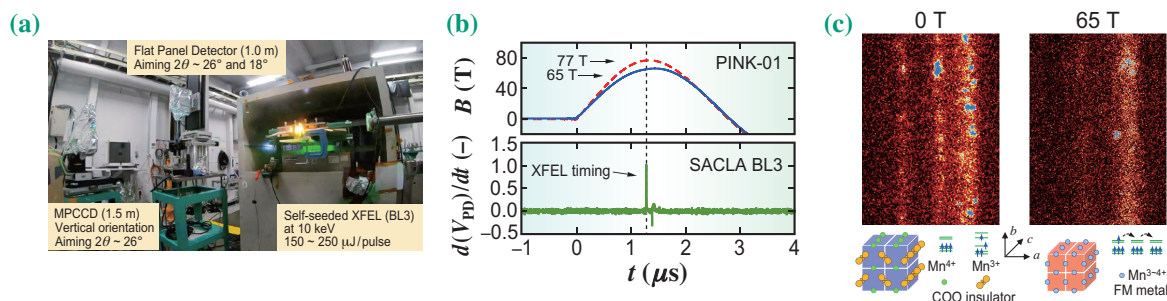 (a)
Flat Panel Detector (1.0 m)
Aiming 2θ ~ 26° and 18°
MPCCD (1.5 m)
Vertical orientation
Aiming 2θ ~ 26°
Self-seeded XFEL (BL3)
at 10 keV
150 ~ 250 μJ/pulse
(b)
B (T)
80
40
0
77 T
65 T
PINK-01
d(V_PD)/dt (–)
1.5
1.0
0.5
0.0
−0.5
XFEL timing
SACLA BL3
−1 0 1 2 3 4
t (μs)
(c)
0 T
65 T
Mn⁴⁺
Mn³⁺
COO insulator
b
c
a
Mn³~⁴⁺
FM metal